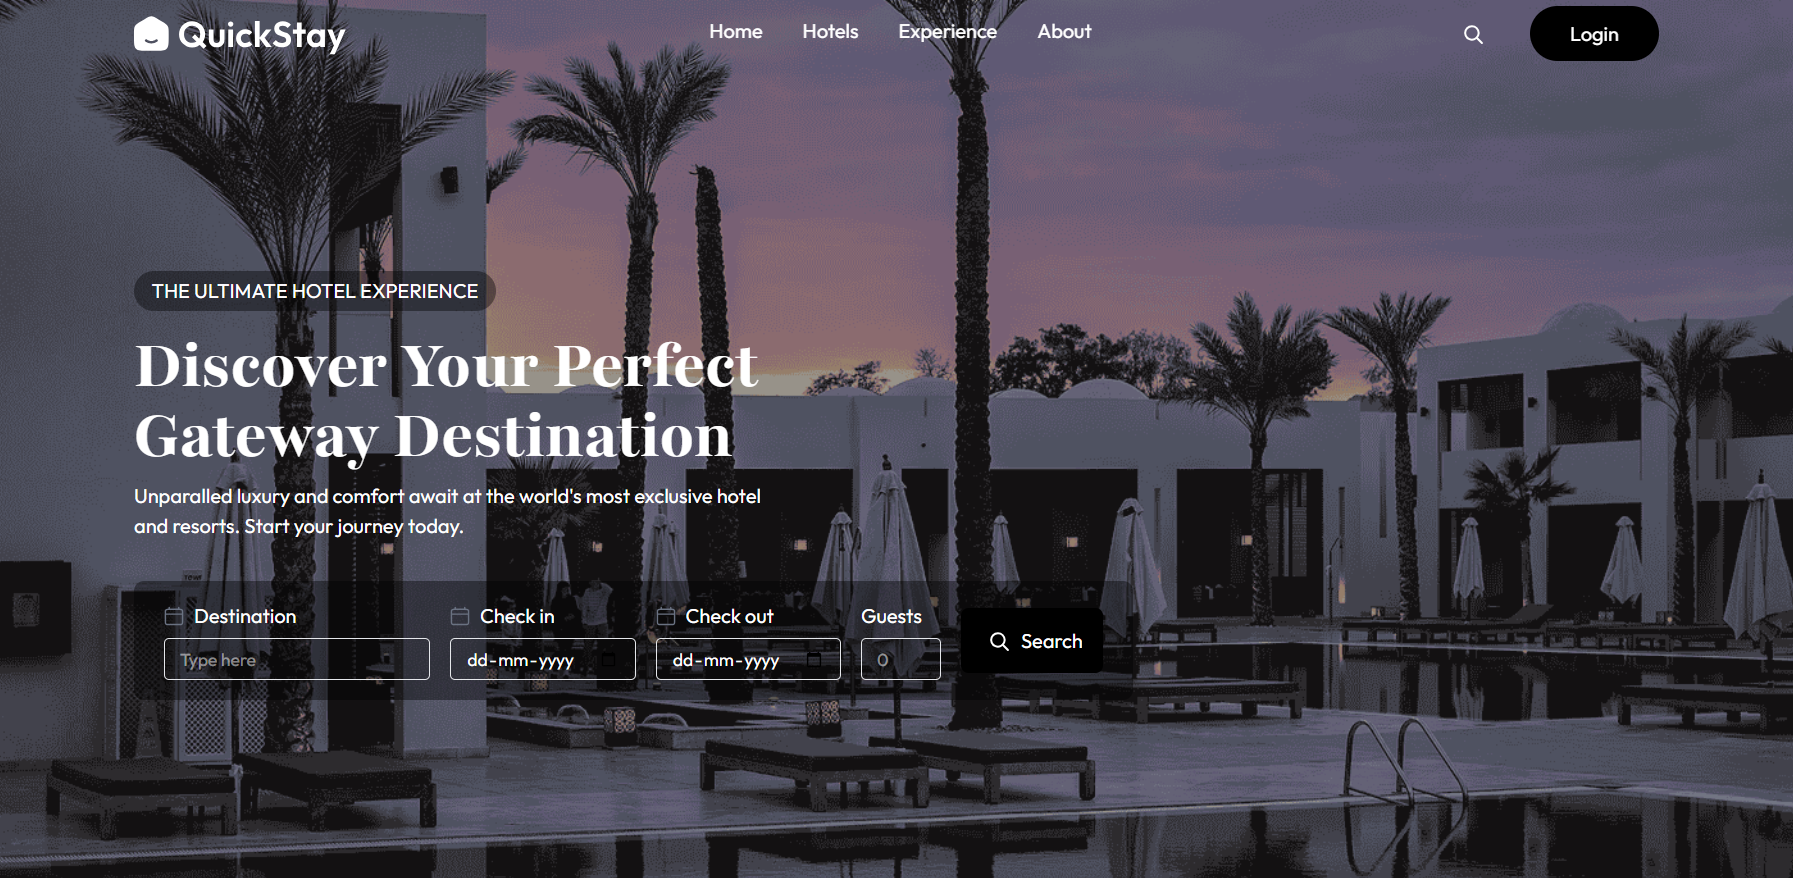 QuickStay
Home
Hotels
Experience
About
Login
THE ULTIMATE HOTEL EXPERIENCE
Discover Your Perfect
Gateway Destination
Unparalled luxury and comfort await at the world's most exclusive hotel
and resorts. Start your journey today.
Destination
Check in
Check out
Guests
Type here
dd-mm-yyyy
dd-mm-yyyy
0
Search